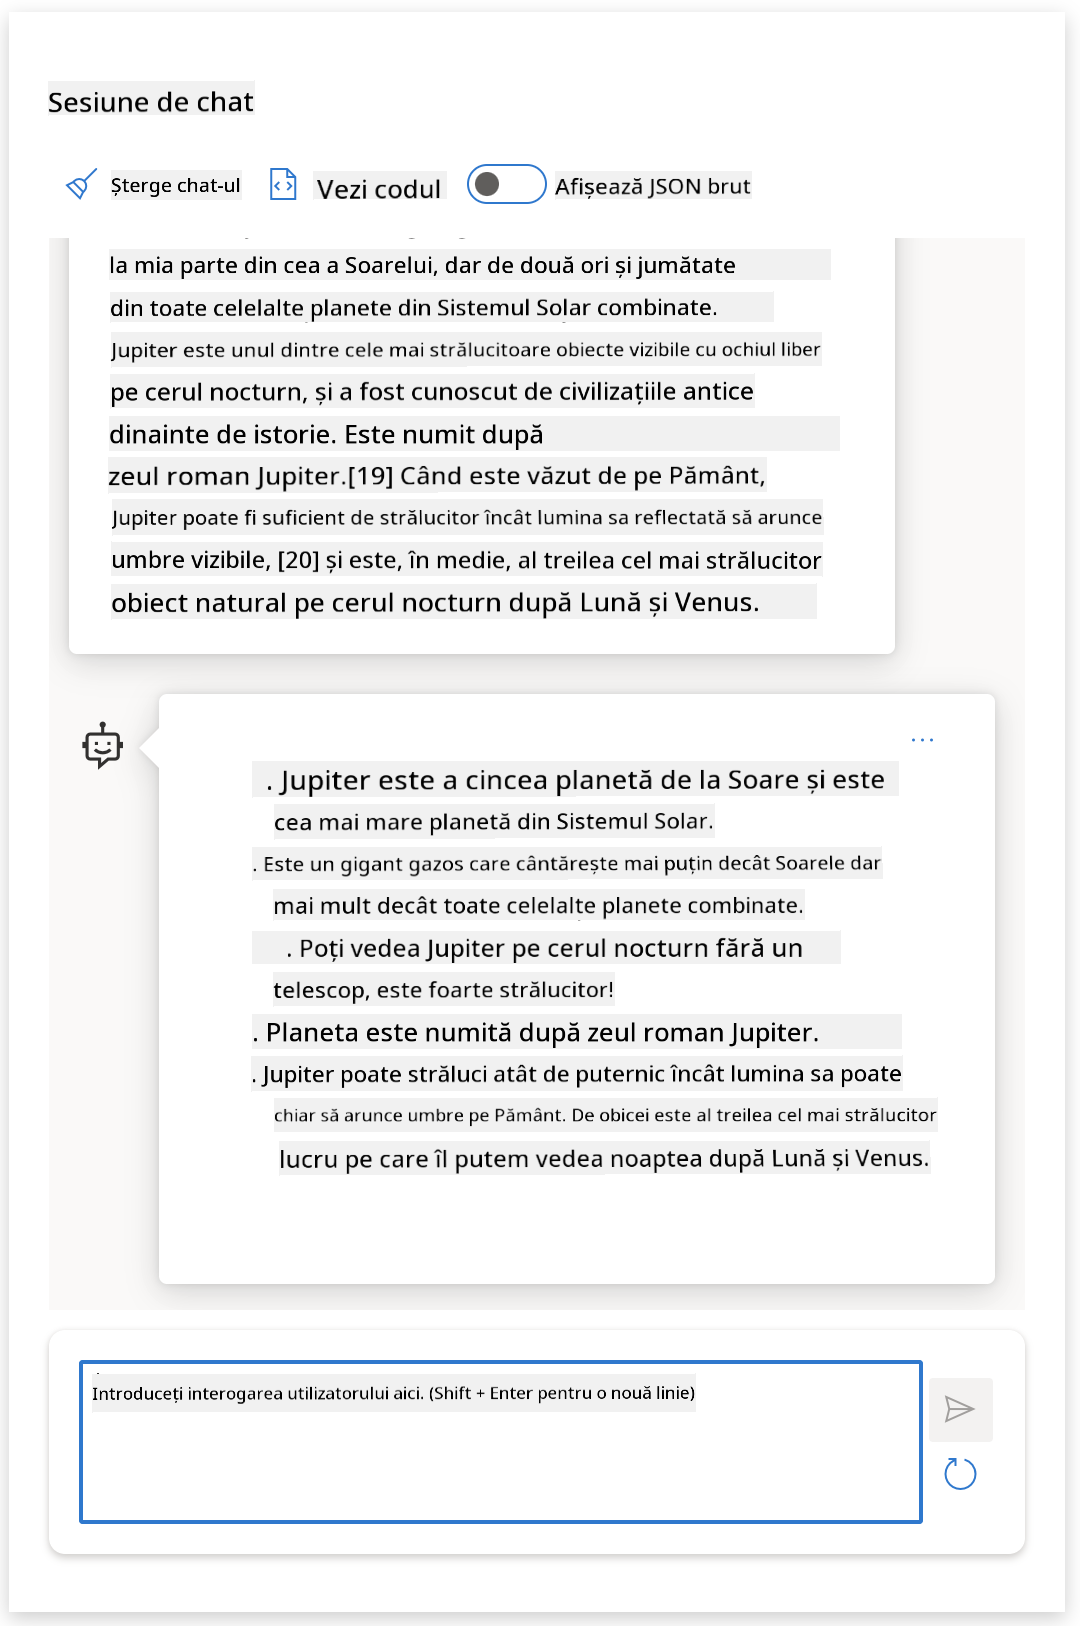 Sesiune de chat
Șterge chat-ul
Vezi codul
Afișează JSON brut
la mia parte din cea a Soarelui, dar de două ori și jumătate
din toate celelalte planete din Sistemul Solar combinate.
Jupiter este unul dintre cele mai strălucitoare obiecte vizibile cu ochiul liber
pe cerul nocturn, și a fost cunoscut de civilizațiile antice
dinainte de istorie. Este numit după
zeul roman Jupiter.[19] Când este văzut de pe Pământ,
Jupiter poate fi suficient de strălucitor încât lumina sa reflectată să arunce
umbre vizibile, [20] și este, în medie, al treilea cel mai strălucitor
obiect natural pe cerul nocturn după Lună și Venus.
. Jupiter este a cincea planetă de la Soare și este
cea mai mare planetă din Sistemul Solar.
. Este un gigant gazos care cântărește mai puțin decât Soarele dar
mai mult decât toate celelalte planete combinate.
. Poți vedea Jupiter pe cerul nocturn fără un
telescop, este foarte strălucitor!
. Planeta este numită după zeul roman Jupiter.
. Jupiter poate străluci atât de puternic încât lumina sa poate
chiar să arunce umbre pe Pământ. De obicei este al treilea cel mai strălucitor
lucru pe care îl putem vedea noaptea după Lună și Venus.
Introduceți interogarea utilizatorului aici. (Shift + Enter pentru o nouă linie)